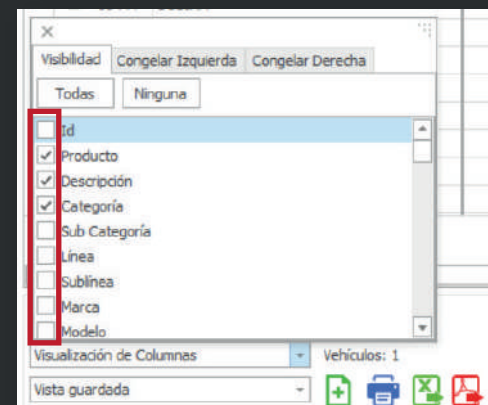 Visibilidad Congelar Izquierda Congelar Derecha
Todas Ninguna
Id
Producto
Descripción
Categoría
Sub Categoría
Línea
Sublínea
Marca
Modelo
Visualización de Columnas Vehículos: 1
Vista guardada